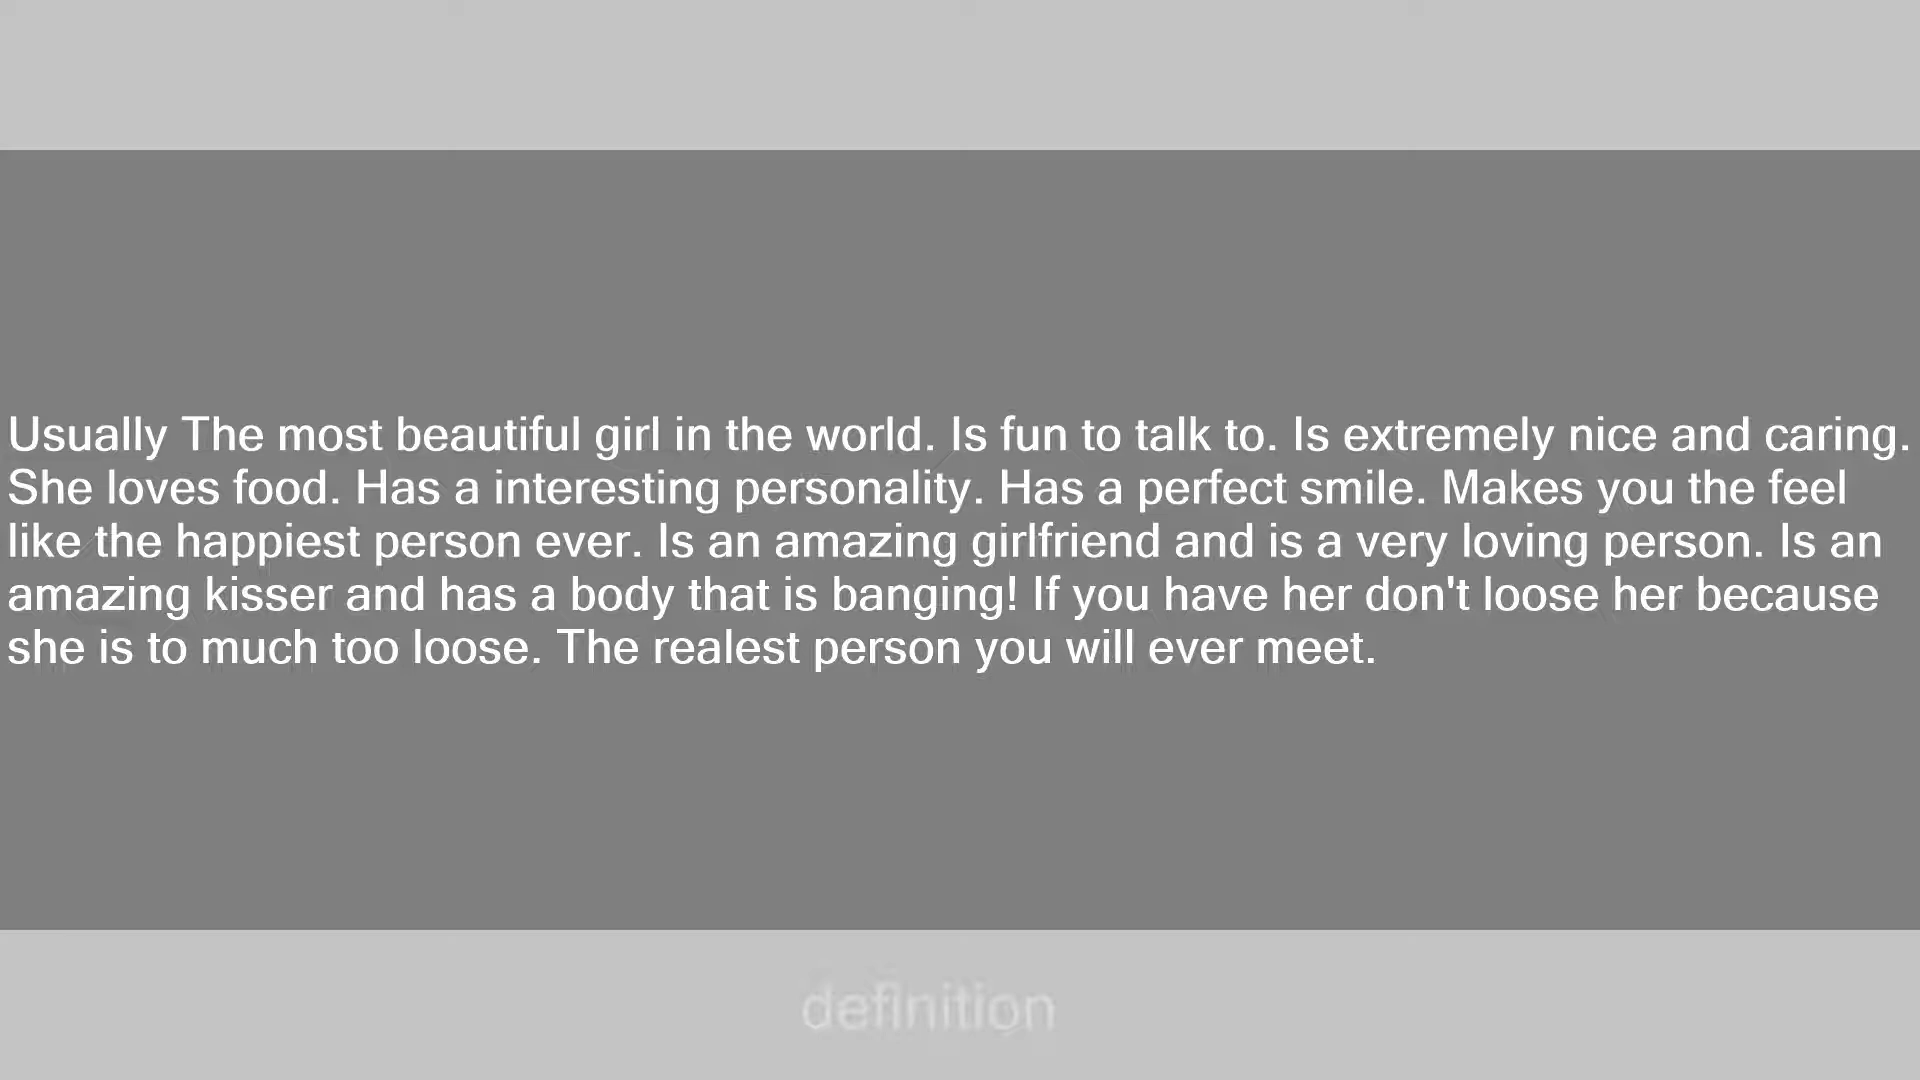 Usually The most beautiful girl in the world. Is fun to talk to. Is extremely nice and caring.
She loves food. Has a interesting personality. Has a perfect smile. Makes you the feel
like the happiest person ever. Is an amazing girlfriend and is a very loving person. Is an
amazing kisser and has a body that is banging! If you have her don't loose her because
she is to much too loose. The realest person you will ever meet.
definition